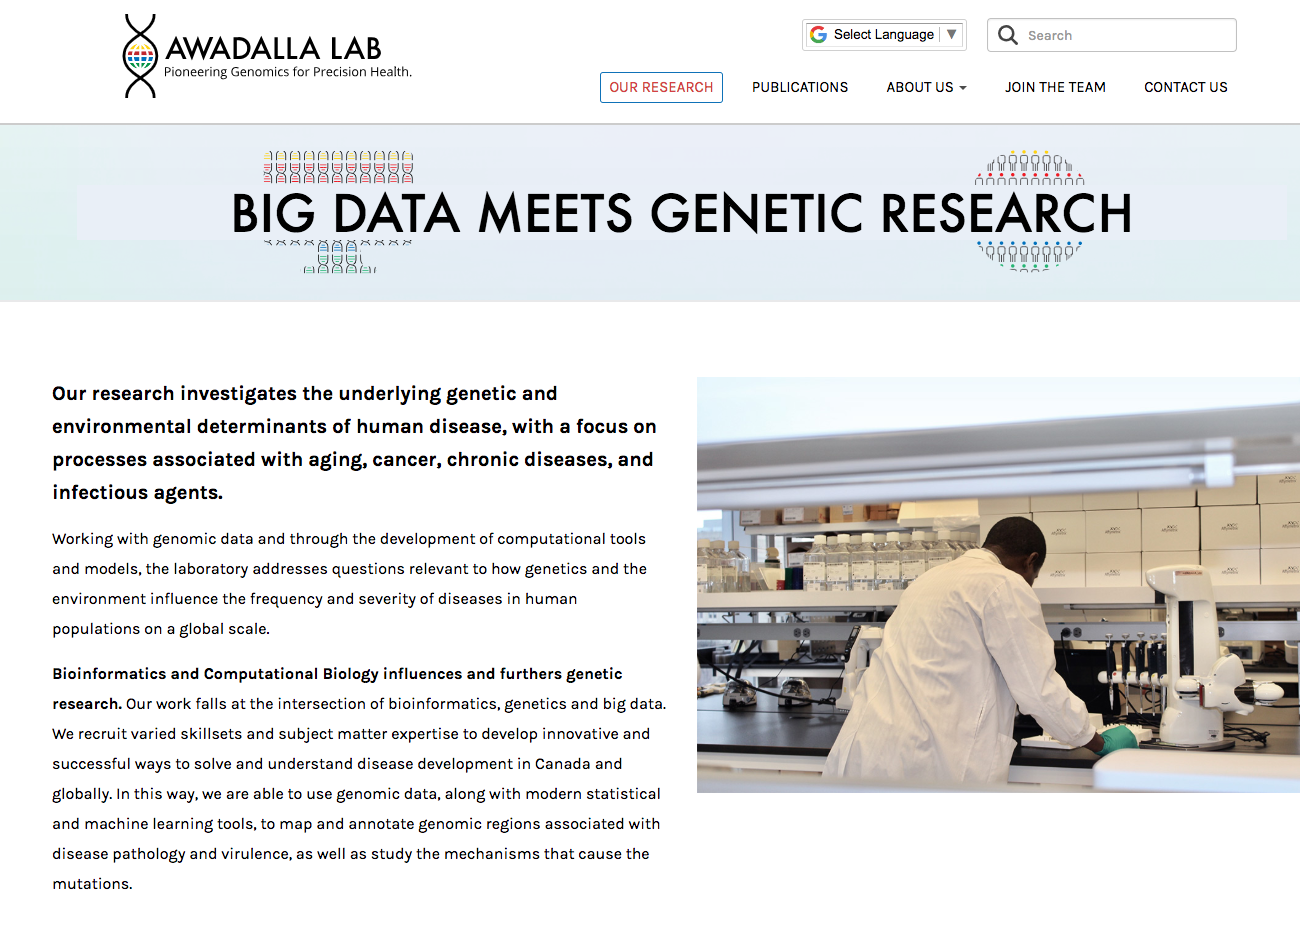 AWADALLA LAB
Pioneering Genomics for Precision Health.
Select Language
Search
OUR RESEARCH
PUBLICATIONS
ABOUT US
JOIN THE TEAM
CONTACT US
BIG DATA MEETS GENETIC RESEARCH
Our research investigates the underlying genetic and
environmental determinants of human disease, with a focus on
processes associated with aging, cancer, chronic diseases, and
infectious agents.
Working with genomic data and through the development of computational tools
and models, the laboratory addresses questions relevant to how genetics and the
environment influence the frequency and severity of diseases in human
populations on a global scale.
Bioinformatics and Computational Biology influences and furthers genetic
research. Our work falls at the intersection of bioinformatics, genetics and big data.
We recruit varied skillsets and subject matter expertise to develop innovative and
successful ways to solve and understand disease development in Canada and
globally. In this way, we are able to use genomic data, along with modern statistical
and machine learning tools, to map and annotate genomic regions associated with
disease pathology and virulence, as well as study the mechanisms that cause the
mutations.